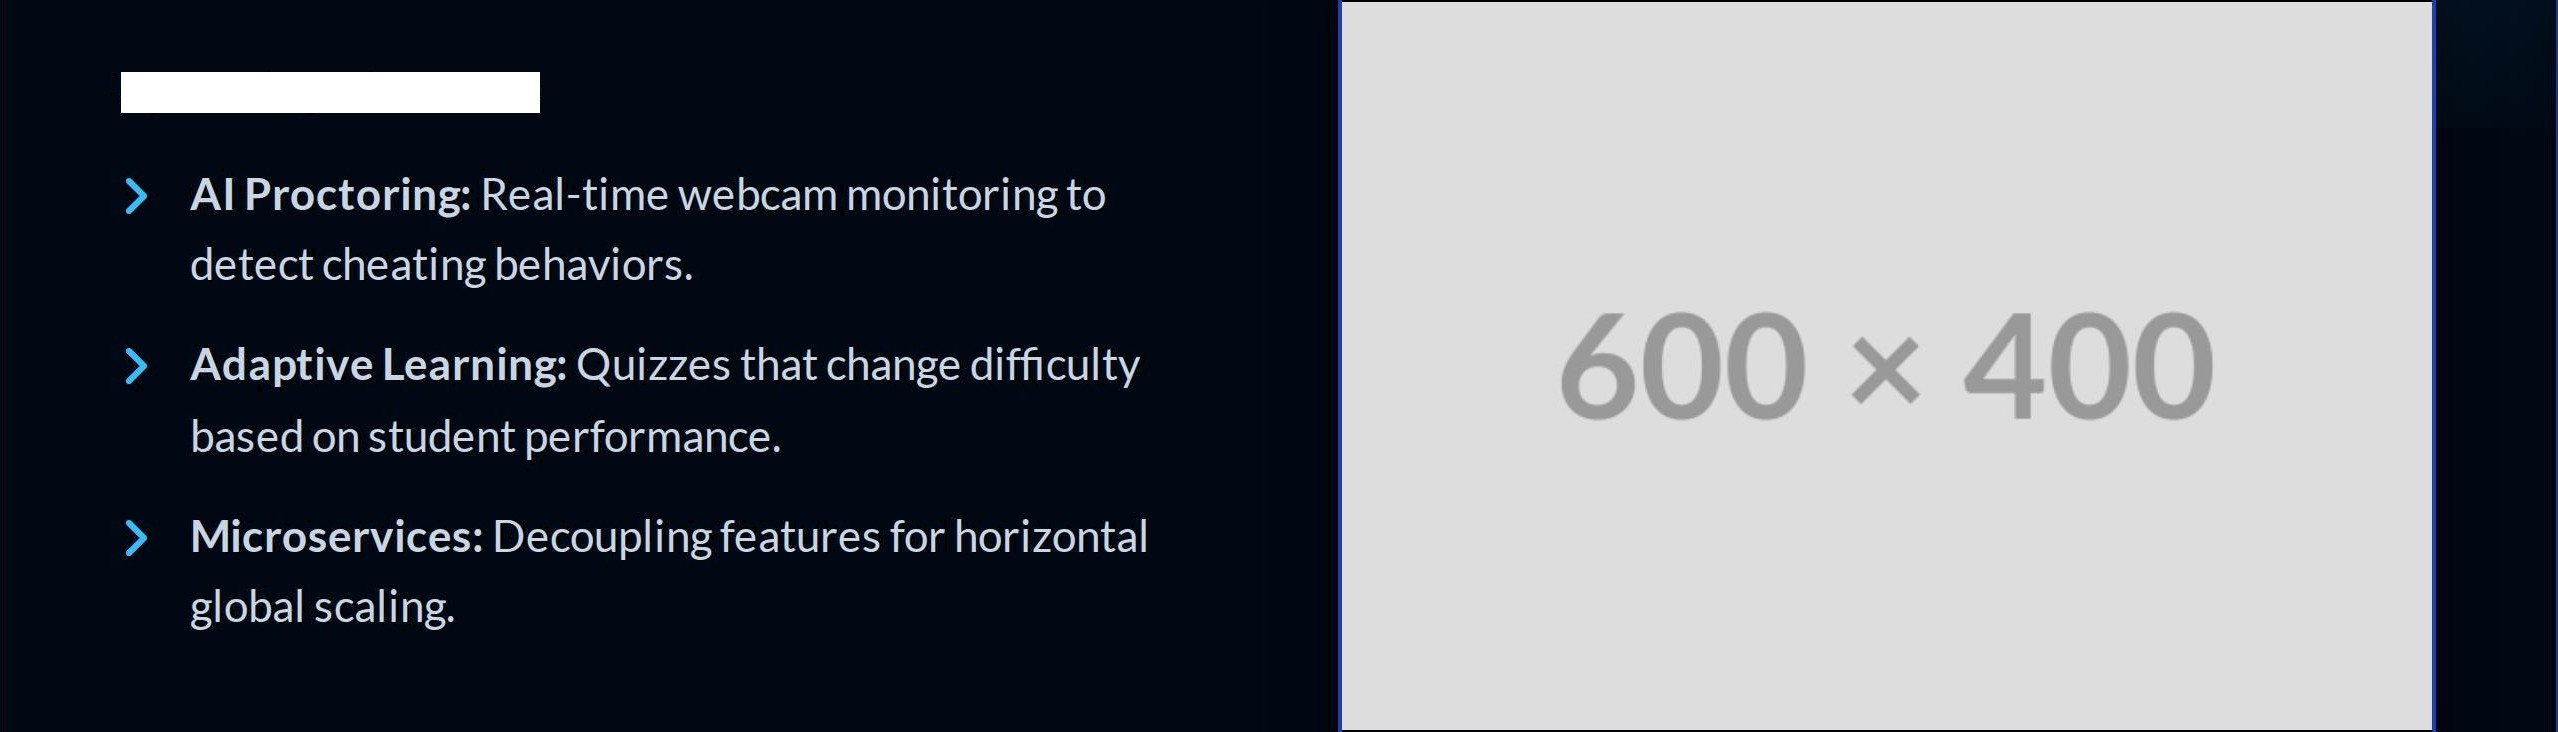 AI Proctoring: Real-time webcam monitoring to
detect cheating behaviors.
Adaptive Learning: Quizzes that change difficulty
based on student performance.
Microservices: Decoupling features for horizontal
global scaling.
600 × 400